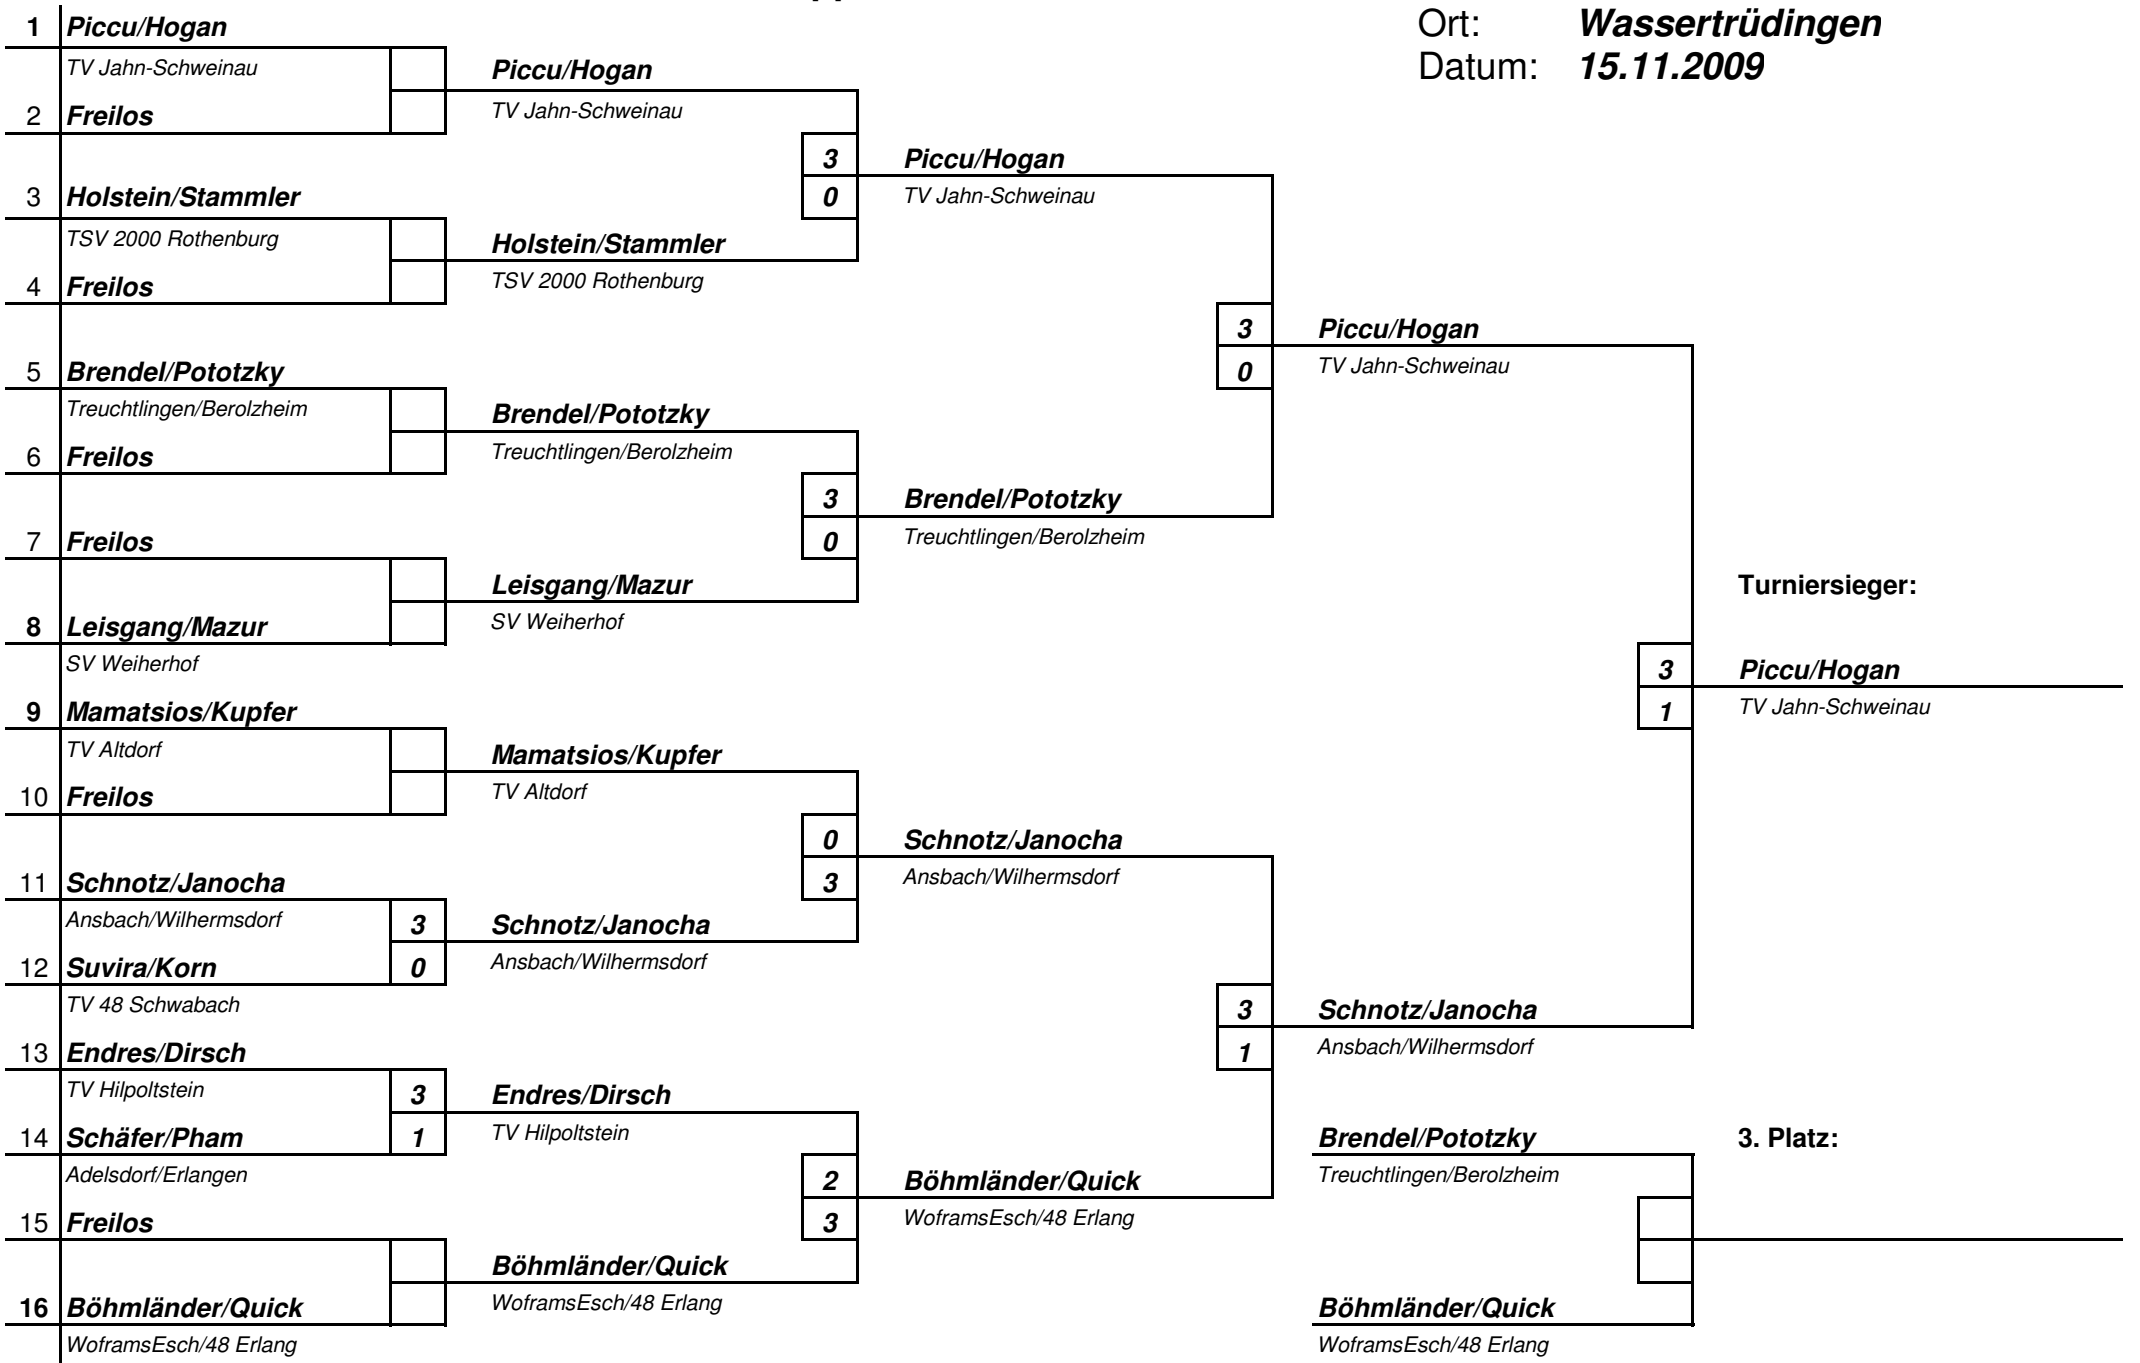 Ort: Wassertrüdingen
Datum: 15.11.2009
1 Piccu/Hogan
TV Jahn-Schweinau
2 Freilos
3 Holstein/Stammler
TSV 2000 Rothenburg
4 Freilos
5 Brendel/Pototzky
Treuchtlingen/Berolzheim
6 Freilos
7 Freilos
8 Leisgang/Mazur
SV Weiherhof
9 Mamatsios/Kupfer
TV Altdorf
10 Freilos
11 Schnotz/Janocha
Ansbach/Wilhermsdorf
3
12 Suvira/Korn
0
TV 48 Schwabach
13 Endres/Dirsch
TV Hilpoltstein
3
14 Schäfer/Pham
1
Adelsdorf/Erlangen
15 Freilos
16 Böhmländer/Quick
WoframsEsch/48 Erlang
Piccu/Hogan
TV Jahn-Schweinau
3
0
Holstein/Stammler
TSV 2000 Rothenburg
Brendel/Pototzky
Treuchtlingen/Berolzheim
3
0
Leisgang/Mazur
SV Weiherhof
Mamatsios/Kupfer
TV Altdorf
0
3
Schnotz/Janocha
Ansbach/Wilhermsdorf
Endres/Dirsch
TV Hilpoltstein
2
3
Böhmländer/Quick
WoframsEsch/48 Erlang
Piccu/Hogan
TV Jahn-Schweinau
3
0
Brendel/Pototzky
Treuchtlingen/Berolzheim
Schnotz/Janocha
Ansbach/Wilhermsdorf
3
1
Böhmländer/Quick
WoframsEsch/48 Erlang
Piccu/Hogan
TV Jahn-Schweinau
3
1
Schnotz/Janocha
Ansbach/Wilhermsdorf
Turniersieger:
Piccu/Hogan
TV Jahn-Schweinau
Brendel/Pototzky
Treuchtlingen/Berolzheim
3. Platz:
Böhmländer/Quick
WoframsEsch/48 Erlang